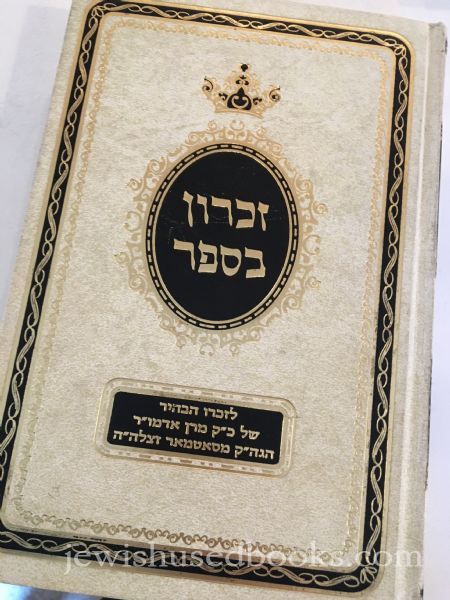 זכרון
בספר
לזכרו הבהיר
של כ״ק מרן אדמו״ר
הגה״ק מסאטמאר זצלה״ה
jewishusedbooks.com